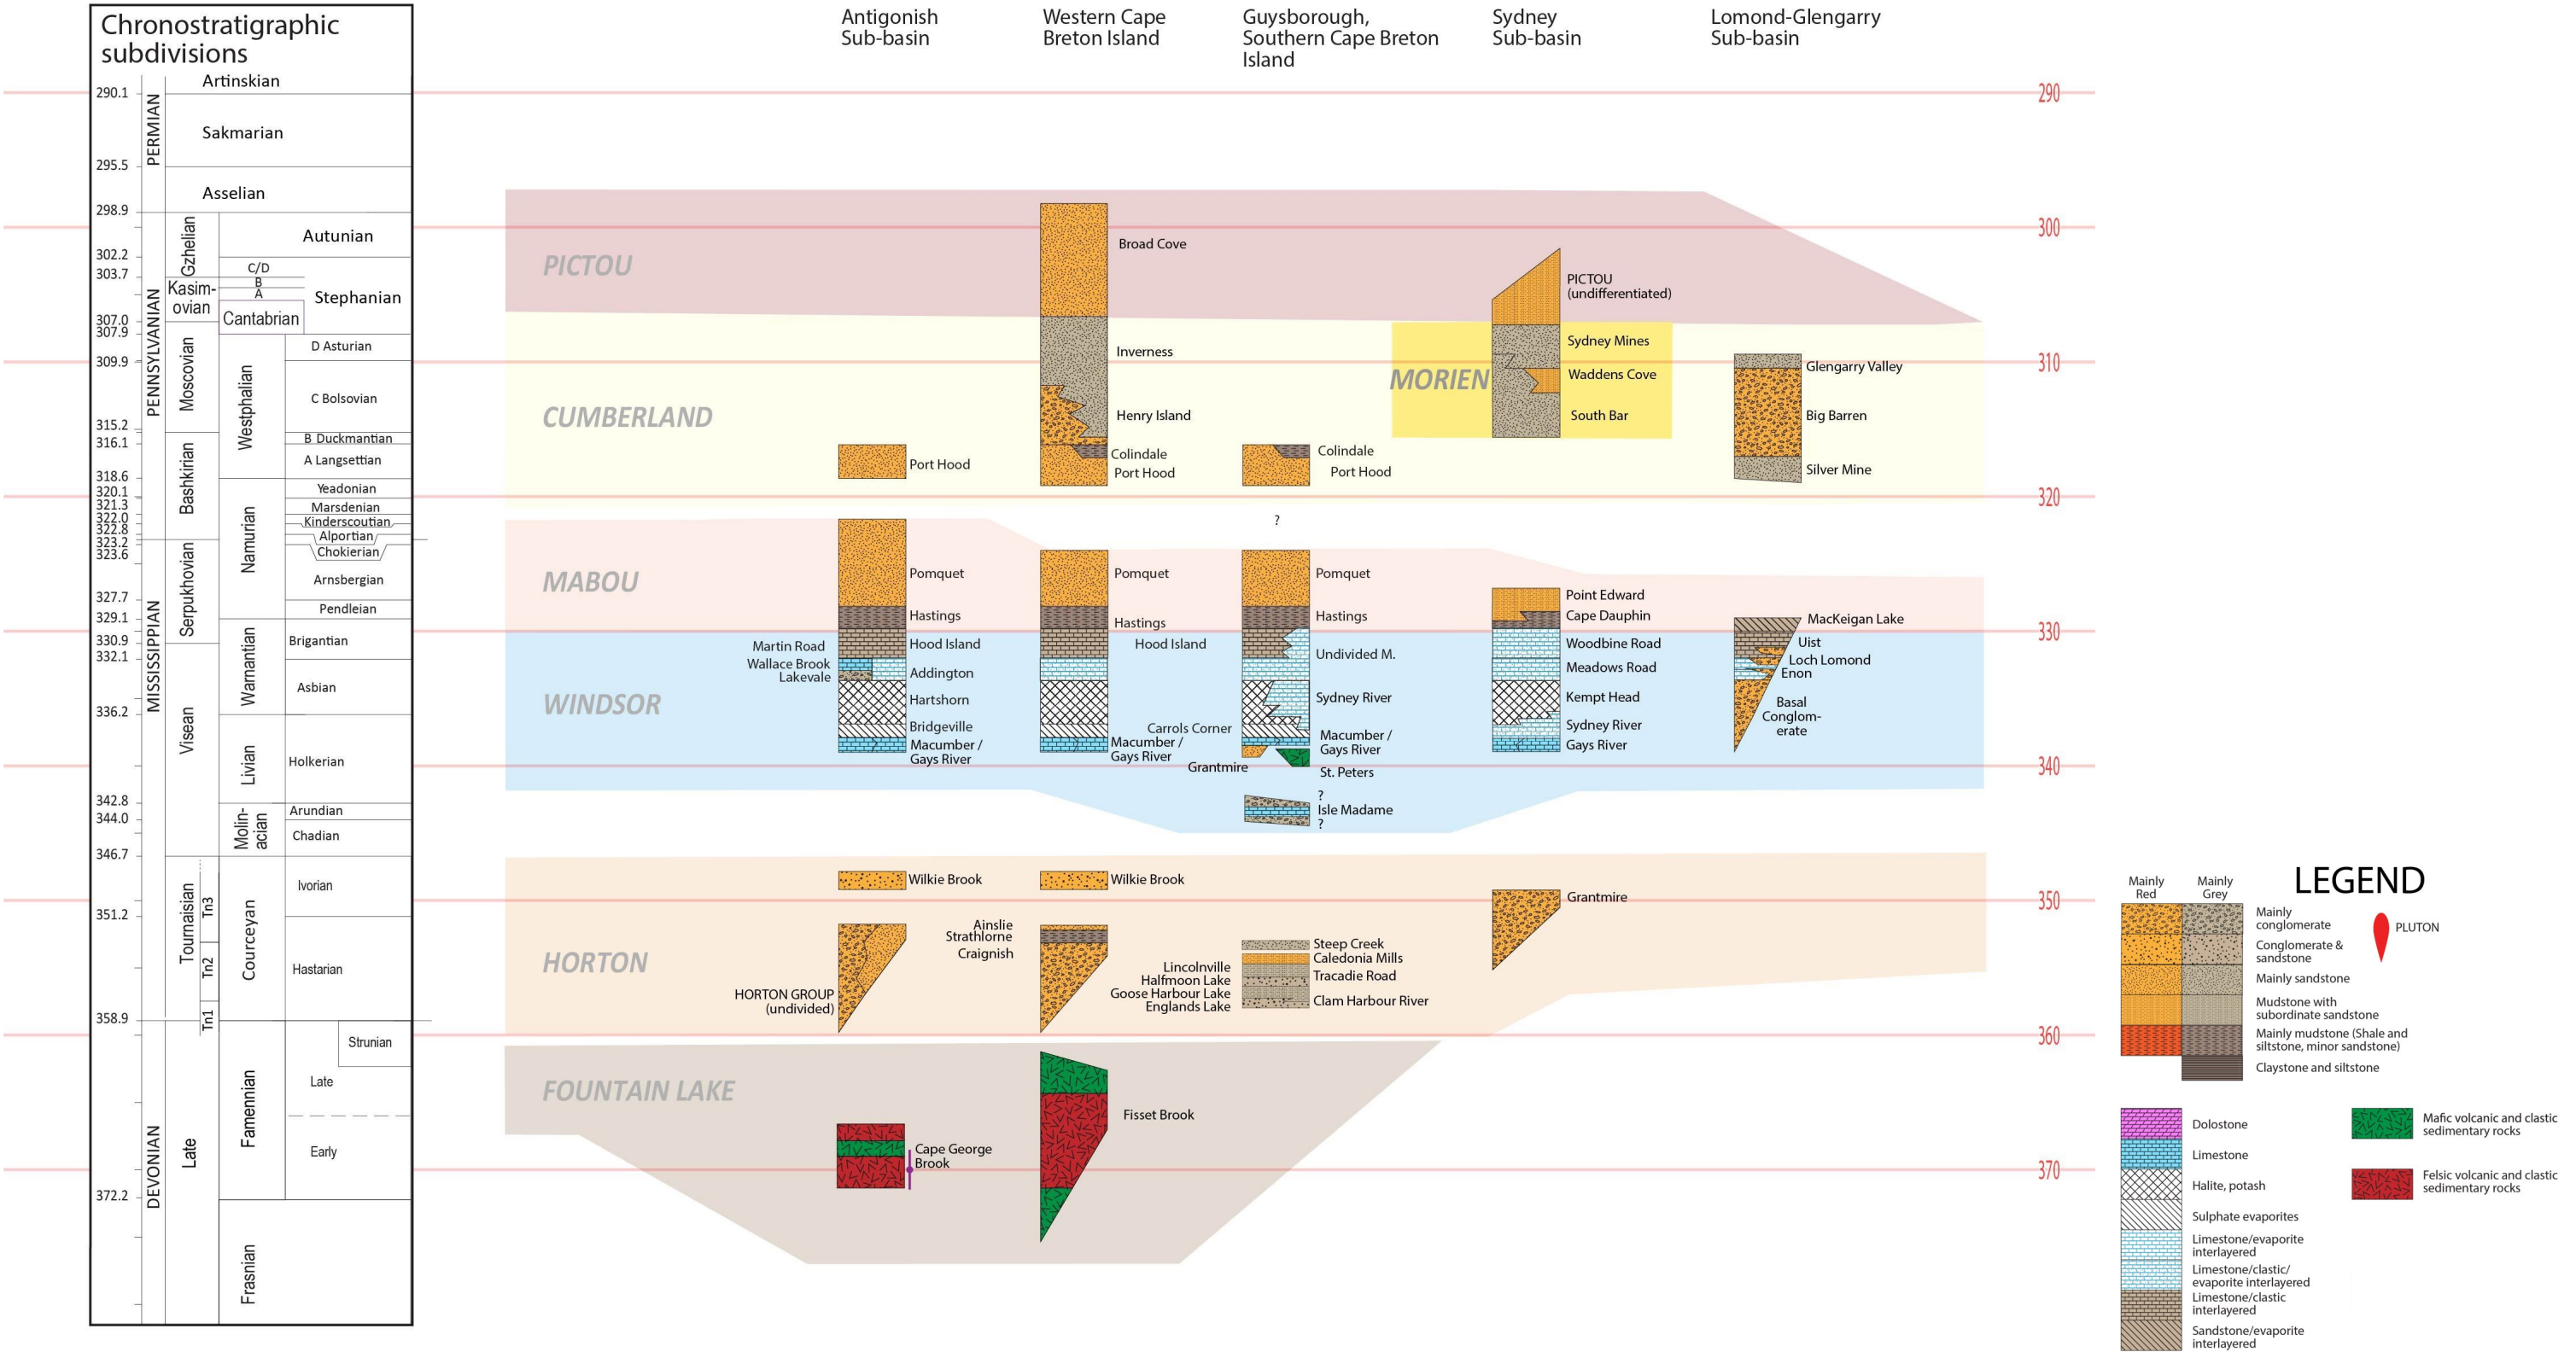 Chronostratigraphic
subdivisions
Antigonish
Sub-basin
Western Cape
Breton Island
Guysborough,
Southern Cape Breton
Island
Sydney
Sub-basin
Lomond-Glengarry
Sub-basin
290.1
295.5
298.9
302.2
303.7
307.0
307.9
309.9
315.2
316.1
318.6
320.1
321.3
322.0
322.8
323.2
323.6
327.7
329.1
330.9
332.1
336.2
342.8
344.0
346.7
351.2
358.9
372.2
PERMIAN
PENNSYLVANIAN
MISSISSIPPIAN
DEVONIAN
Artinskian
Sakmarian
Asselian
Gzhelian
Kasim-
ovian
Moscovian
Bashkirian
Serpukhovian
Visean
Tournaisian
Tn3
Tn2
Tn1
Late
Autunian
C/D
B
A
Stephanian
Cantabrian
Westphalian
D Asturian
C Bolsovian
B Duckmantian
A Langsettian
Namurian
Yeadonian
Marsdenian
Kinderscoutian
Alportian
Chokierian
Arnsbergian
Pendleian
Warnantian
Brigantian
Asbian
Livian
Holkerian
Molin-
acian
Arundian
Chadian
Courceyan
Ivorian
Hastarian
Famennian
Strunian
Late
Early
Frasnian
290
300
310
320
330
340
350
360
370
PICTOU
CUMBERLAND
MORIEN
MABOU
WINDSOR
HORTON
FOUNTAIN LAKE
Port Hood
Pomquet
Hastings
Martin Road
Hood Island
Wallace Brook
Lakevale
Addington
Hartshorn
Bridgeville
Macumber /
Gays River
Wilkie Brook
HORTON GROUP
(undivided)
Cape George
Brook
Broad Cove
Inverness
Henry Island
Colindale
Port Hood
Pomquet
Hastings
Hood Island
Macumber /
Gays River
Wilkie Brook
Ainslie
Strathlorne
Craignish
Fisset Brook
Colindale
Port Hood
?
Pomquet
Hastings
Undivided M.
Sydney River
Carrols Corner
Macumber /
Gays River
Grantmire
St. Peters
?
Isle Madame
?
Steep Creek
Caledonia Mills
Lincolnville
Tracadie Road
Halfmoon Lake
Goose Harbour Lake
Clam Harbour River
Englands Lake
PICTOU
(undifferentiated)
Sydney Mines
Waddens Cove
South Bar
Point Edward
Cape Dauphin
Woodbine Road
Meadows Road
Kempt Head
Sydney River
Gays River
Grantmire
Glengarry Valley
Big Barren
Silver Mine
MacKeigan Lake
Uist
Loch Lomond
Enon
Basal
Conglom-
erate
LEGEND
Mainly
Red
Mainly
Grey
Mainly
conglomerate
PLUTON
Conglomerate &
sandstone
Mainly sandstone
Mudstone with
subordinate sandstone
Mainly mudstone (Shale and
siltstone, minor sandstone)
Claystone and siltstone
Dolostone
Limestone
Halite, potash
Sulphate evaporites
Limestone/evaporite
interlayered
Limestone/clastic/
evaporite interlayered
Limestone/clastic
interlayered
Sandstone/evaporite
interlayered
Mafic volcanic and clastic
sedimentary rocks
Felsic volcanic and clastic
sedimentary rocks